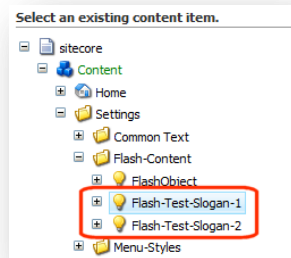 Select an existing content item.
sitecore
Content
Home
Settings
Common Text
Flash-Content
FlashObject
Flash-Test-Slogan-1
Flash-Test-Slogan-2
Menu-Styles